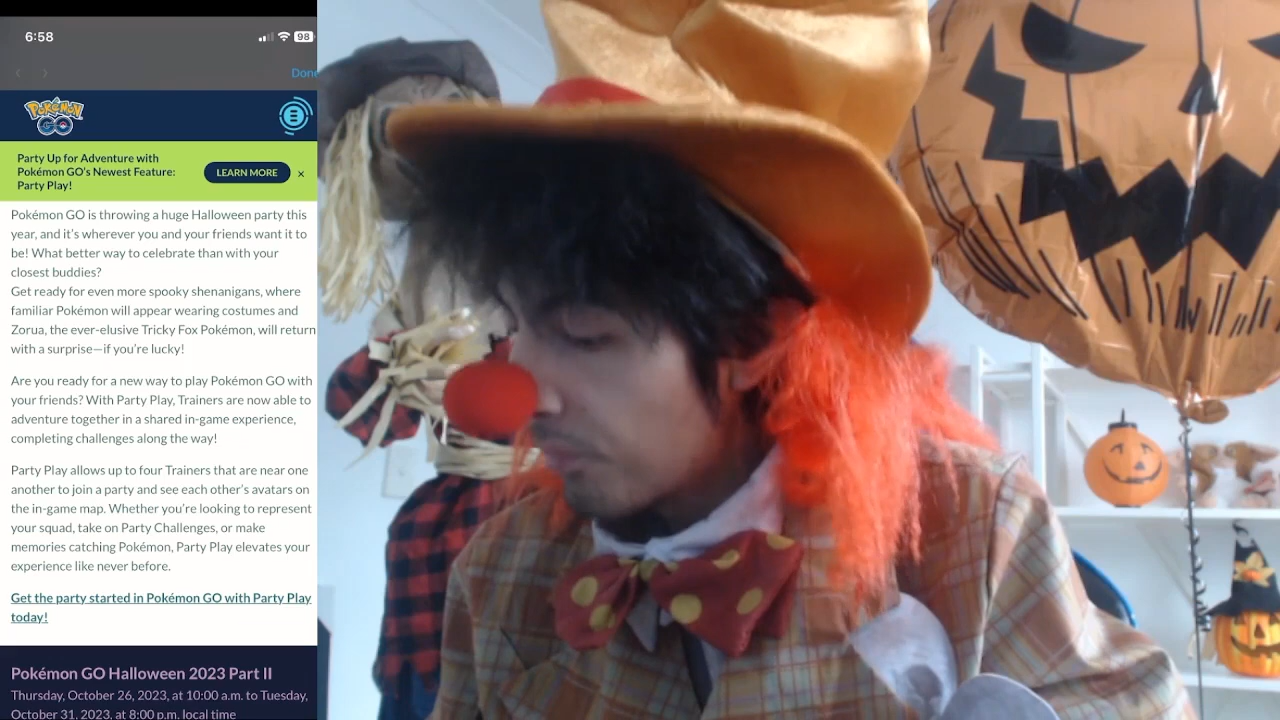 6:58
98
Done
POKÉMON
GO
Party Up for Adventure with
Pokémon GO's Newest Feature:
Party Play!
LEARN MORE ×
Pokémon GO is throwing a huge Halloween party this
year, and it's wherever you and your friends want it to
be! What better way to celebrate than with your
closest buddies?
Get ready for even more spooky shenanigans, where
familiar Pokémon will appear wearing costumes and
Zorua, the ever-elusive Tricky Fox Pokémon, will return
with a surprise—if you're lucky!
Are you ready for a new way to play Pokémon GO with
your friends? With Party Play, Trainers are now able to
adventure together in a shared in-game experience,
completing challenges along the way!
Party Play allows up to four Trainers that are near one
another to join a party and see each other's avatars on
the in-game map. Whether you're looking to represent
your squad, take on Party Challenges, or make
memories catching Pokémon, Party Play elevates your
experience like never before.
Get the party started in Pokémon GO with Party Play
today!
Pokémon GO Halloween 2023 Part II
Thursday, October 26, 2023, at 10:00 a.m. to Tuesday,
October 31, 2023, at 8:00 p.m. local time